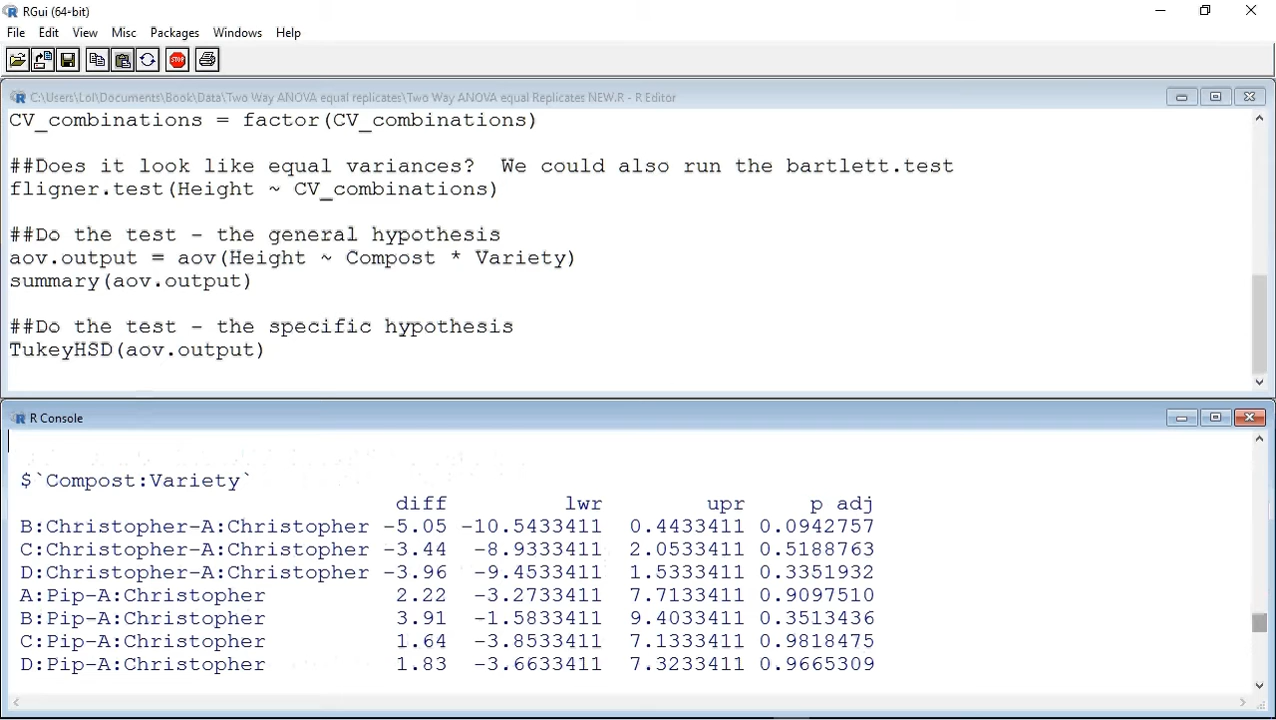 RGui (64-bit)
File Edit View Misc Packages Windows Help
STOP
C:\Users\Lol\Documents\Book\Data\Two Way ANOVA equal replicates\Two Way ANOVA equal Replicates NEW.R - R Editor
CV_combinations = factor(CV_combinations)
##Does it look like equal variances?  We could also run the bartlett.test
fligner.test(Height ~ CV_combinations)
##Do the test - the general hypothesis
aov.output = aov(Height ~ Compost * Variety)
summary(aov.output)
##Do the test - the specific hypothesis
TukeyHSD(aov.output)
R Console
$`Compost:Variety`
diff lwr upr p adj
B:Christopher-A:Christopher -5.05 -10.5433411 0.4433411 0.0942757
C:Christopher-A:Christopher -3.44 -8.9333411 2.0533411 0.5188763
D:Christopher-A:Christopher -3.96 -9.4533411 1.5333411 0.3351932
A:Pip-A:Christopher 2.22 -3.2733411 7.7133411 0.9097510
B:Pip-A:Christopher 3.91 -1.5833411 9.4033411 0.3513436
C:Pip-A:Christopher 1.64 -3.8533411 7.1333411 0.9818475
D:Pip-A:Christopher 1.83 -3.6633411 7.3233411 0.9665309